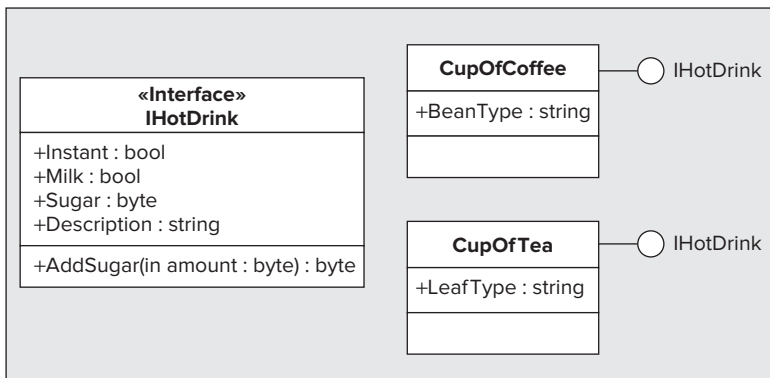 «Interface»
IHotDrink
+Instant : bool
+Milk : bool
+Sugar : byte
+Description : string
+AddSugar(in amount : byte) : byte
CupOfCoffee
+BeanType : string
IHotDrink
CupOfTea
+LeafType : string
IHotDrink